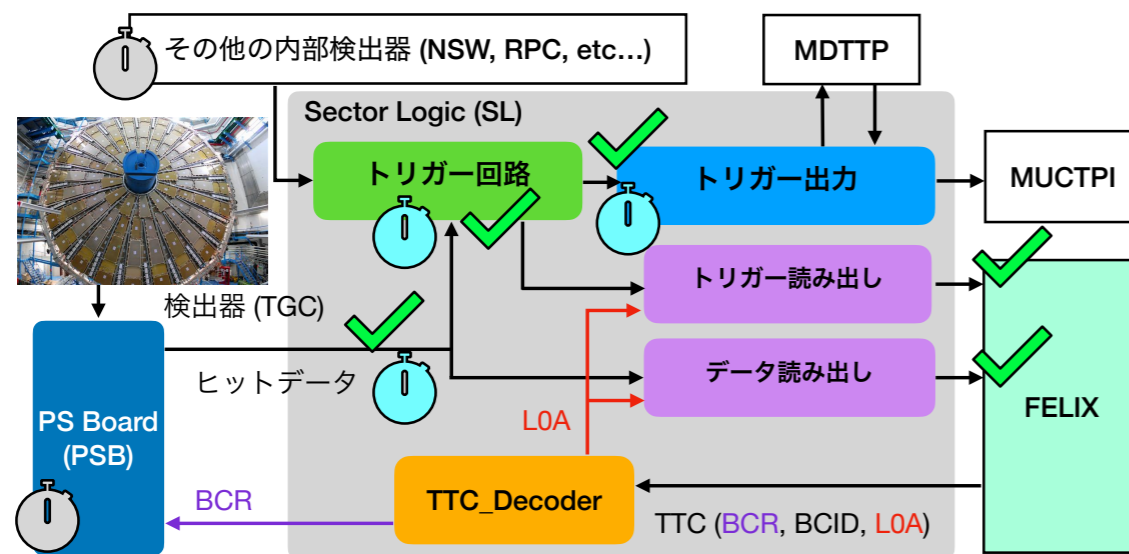 その他の内部検出器 (NSW, RPC, etc…)
MDTTP
Sector Logic (SL)
トリガー回路
トリガー出力
MUCTPI
トリガー読み出し
検出器 (TGC)
データ読み出し
ヒットデータ
PS Board
(PSB)
L0A
FELIX
TTC_Decoder
BCR
TTC (BCR, BCID, L0A)